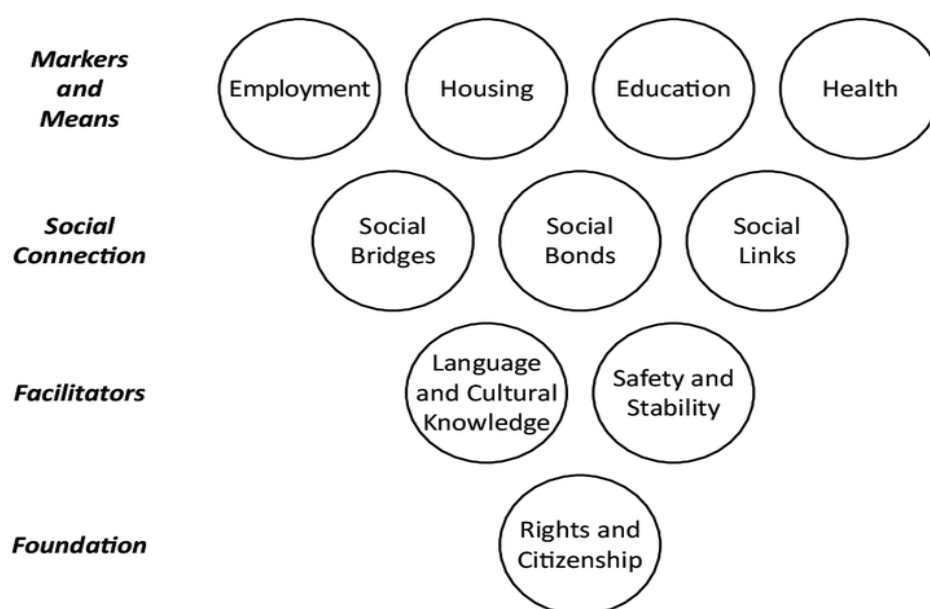 Markers
and
Means
Employment
Housing
Education
Health
Social
Connection
Social
Bridges
Social
Bonds
Social
Links
Facilitators
Language
and Cultural
Knowledge
Safety and
Stability
Foundation
Rights and
Citizenship